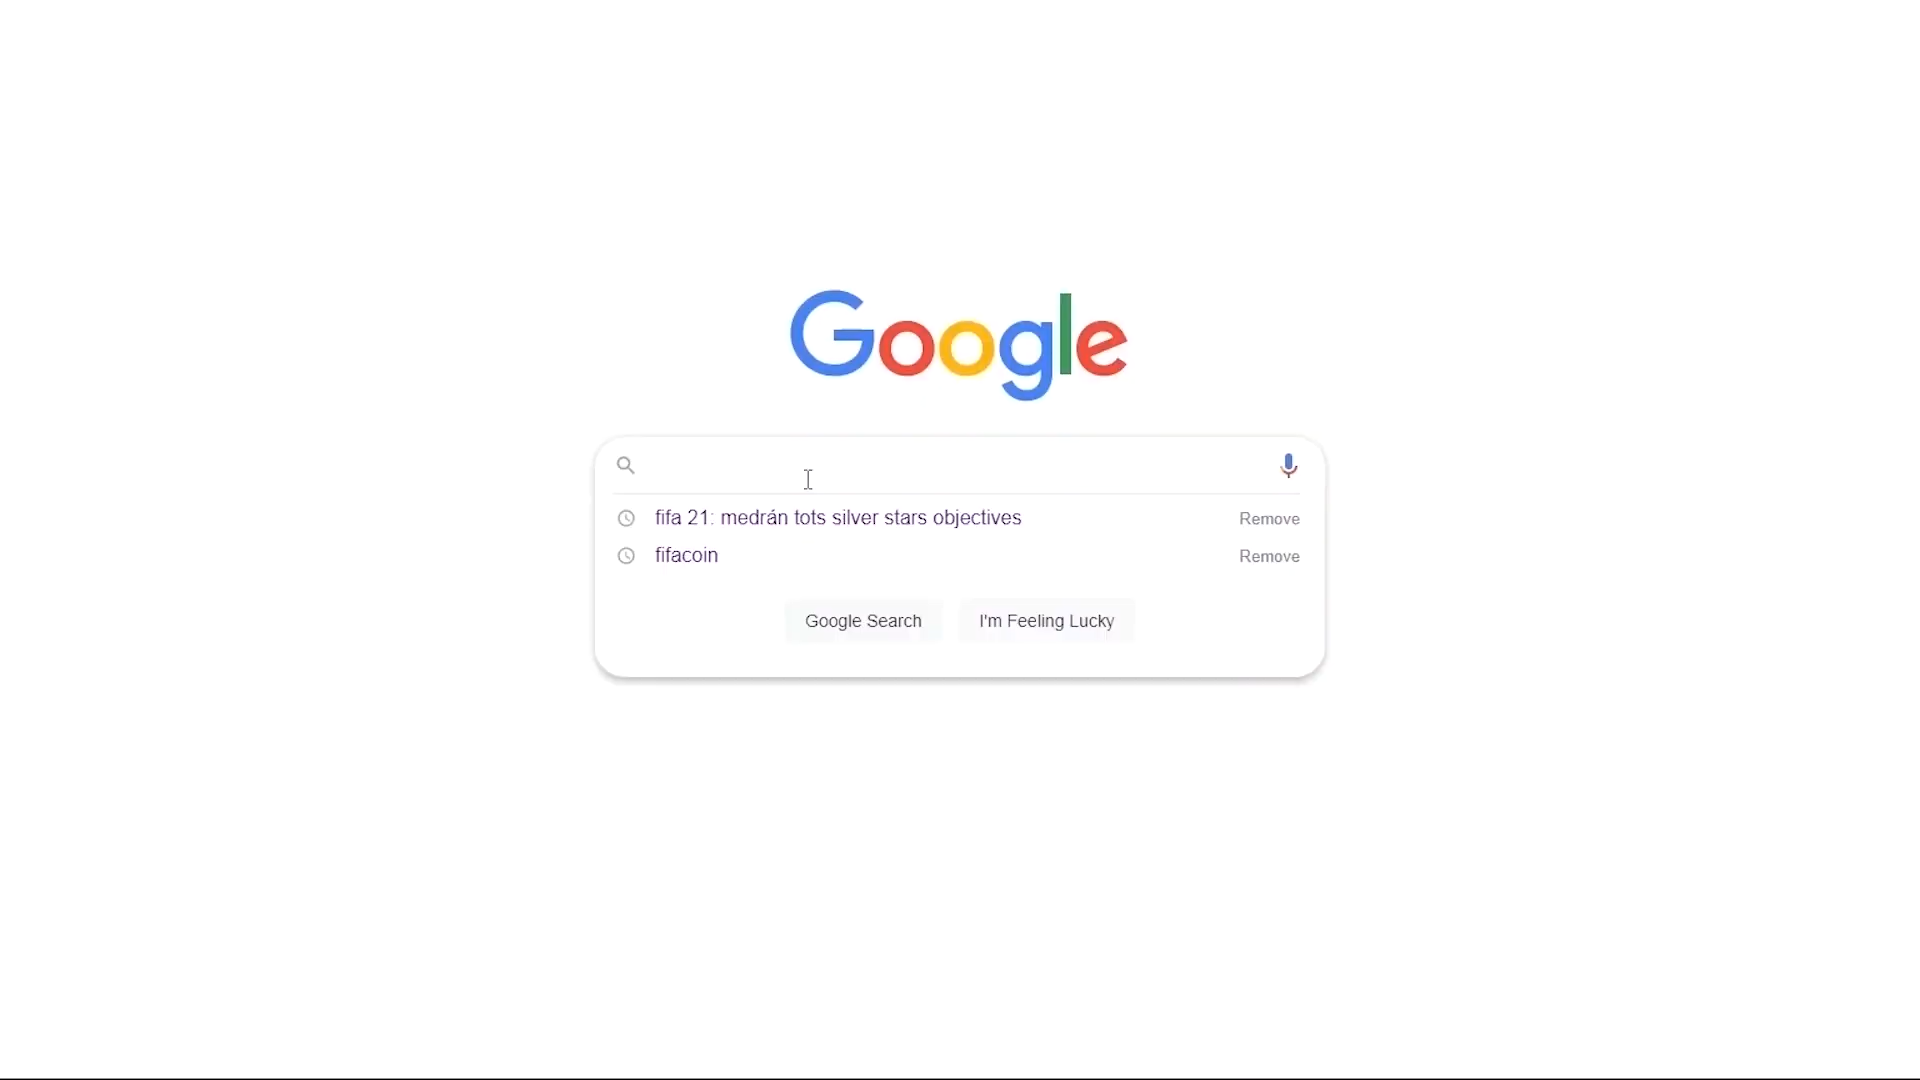 Google
fifa 21: medrán tots silver stars objectives Remove
fifacoin Remove
Google Search I'm Feeling Lucky